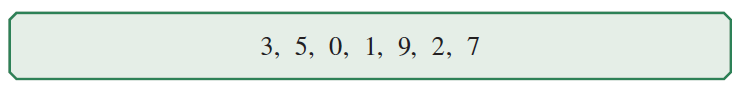 3, 5, 0, 1, 9, 2, 7